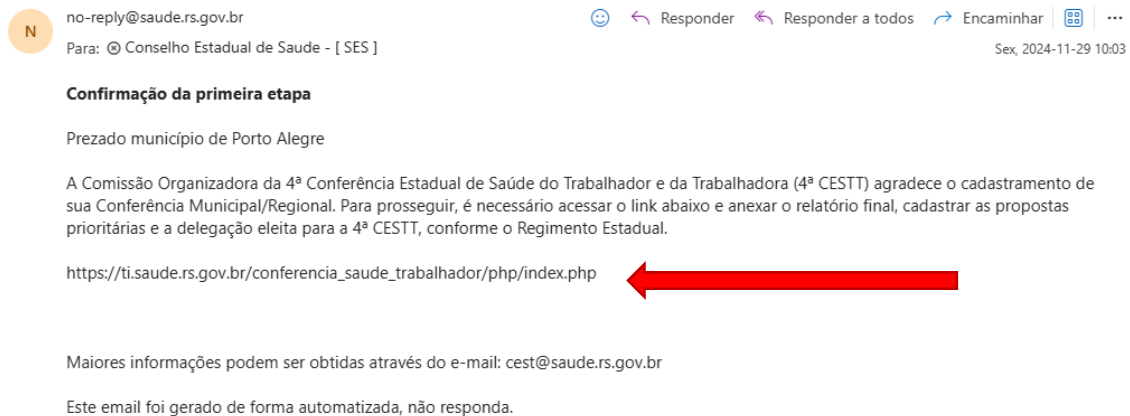 N
no-reply@saude.rs.gov.br
Responder
Responder a todos
Encaminhar
Para: Conselho Estadual de Saude - [ SES ]
Sex, 2024-11-29 10:03
Confirmação da primeira etapa
Prezado município de Porto Alegre
A Comissão Organizadora da 4ª Conferência Estadual de Saúde do Trabalhador e da Trabalhadora (4ª CESTT) agradece o cadastramento de
sua Conferência Municipal/Regional. Para prosseguir, é necessário acessar o link abaixo e anexar o relatório final, cadastrar as propostas
prioritárias e a delegação eleita para a 4ª CESTT, conforme o Regimento Estadual.
https://ti.saude.rs.gov.br/conferencia_saude_trabalhador/php/index.php
Maiores informações podem ser obtidas através do e-mail: cest@saude.rs.gov.br
Este email foi gerado de forma automatizada, não responda.